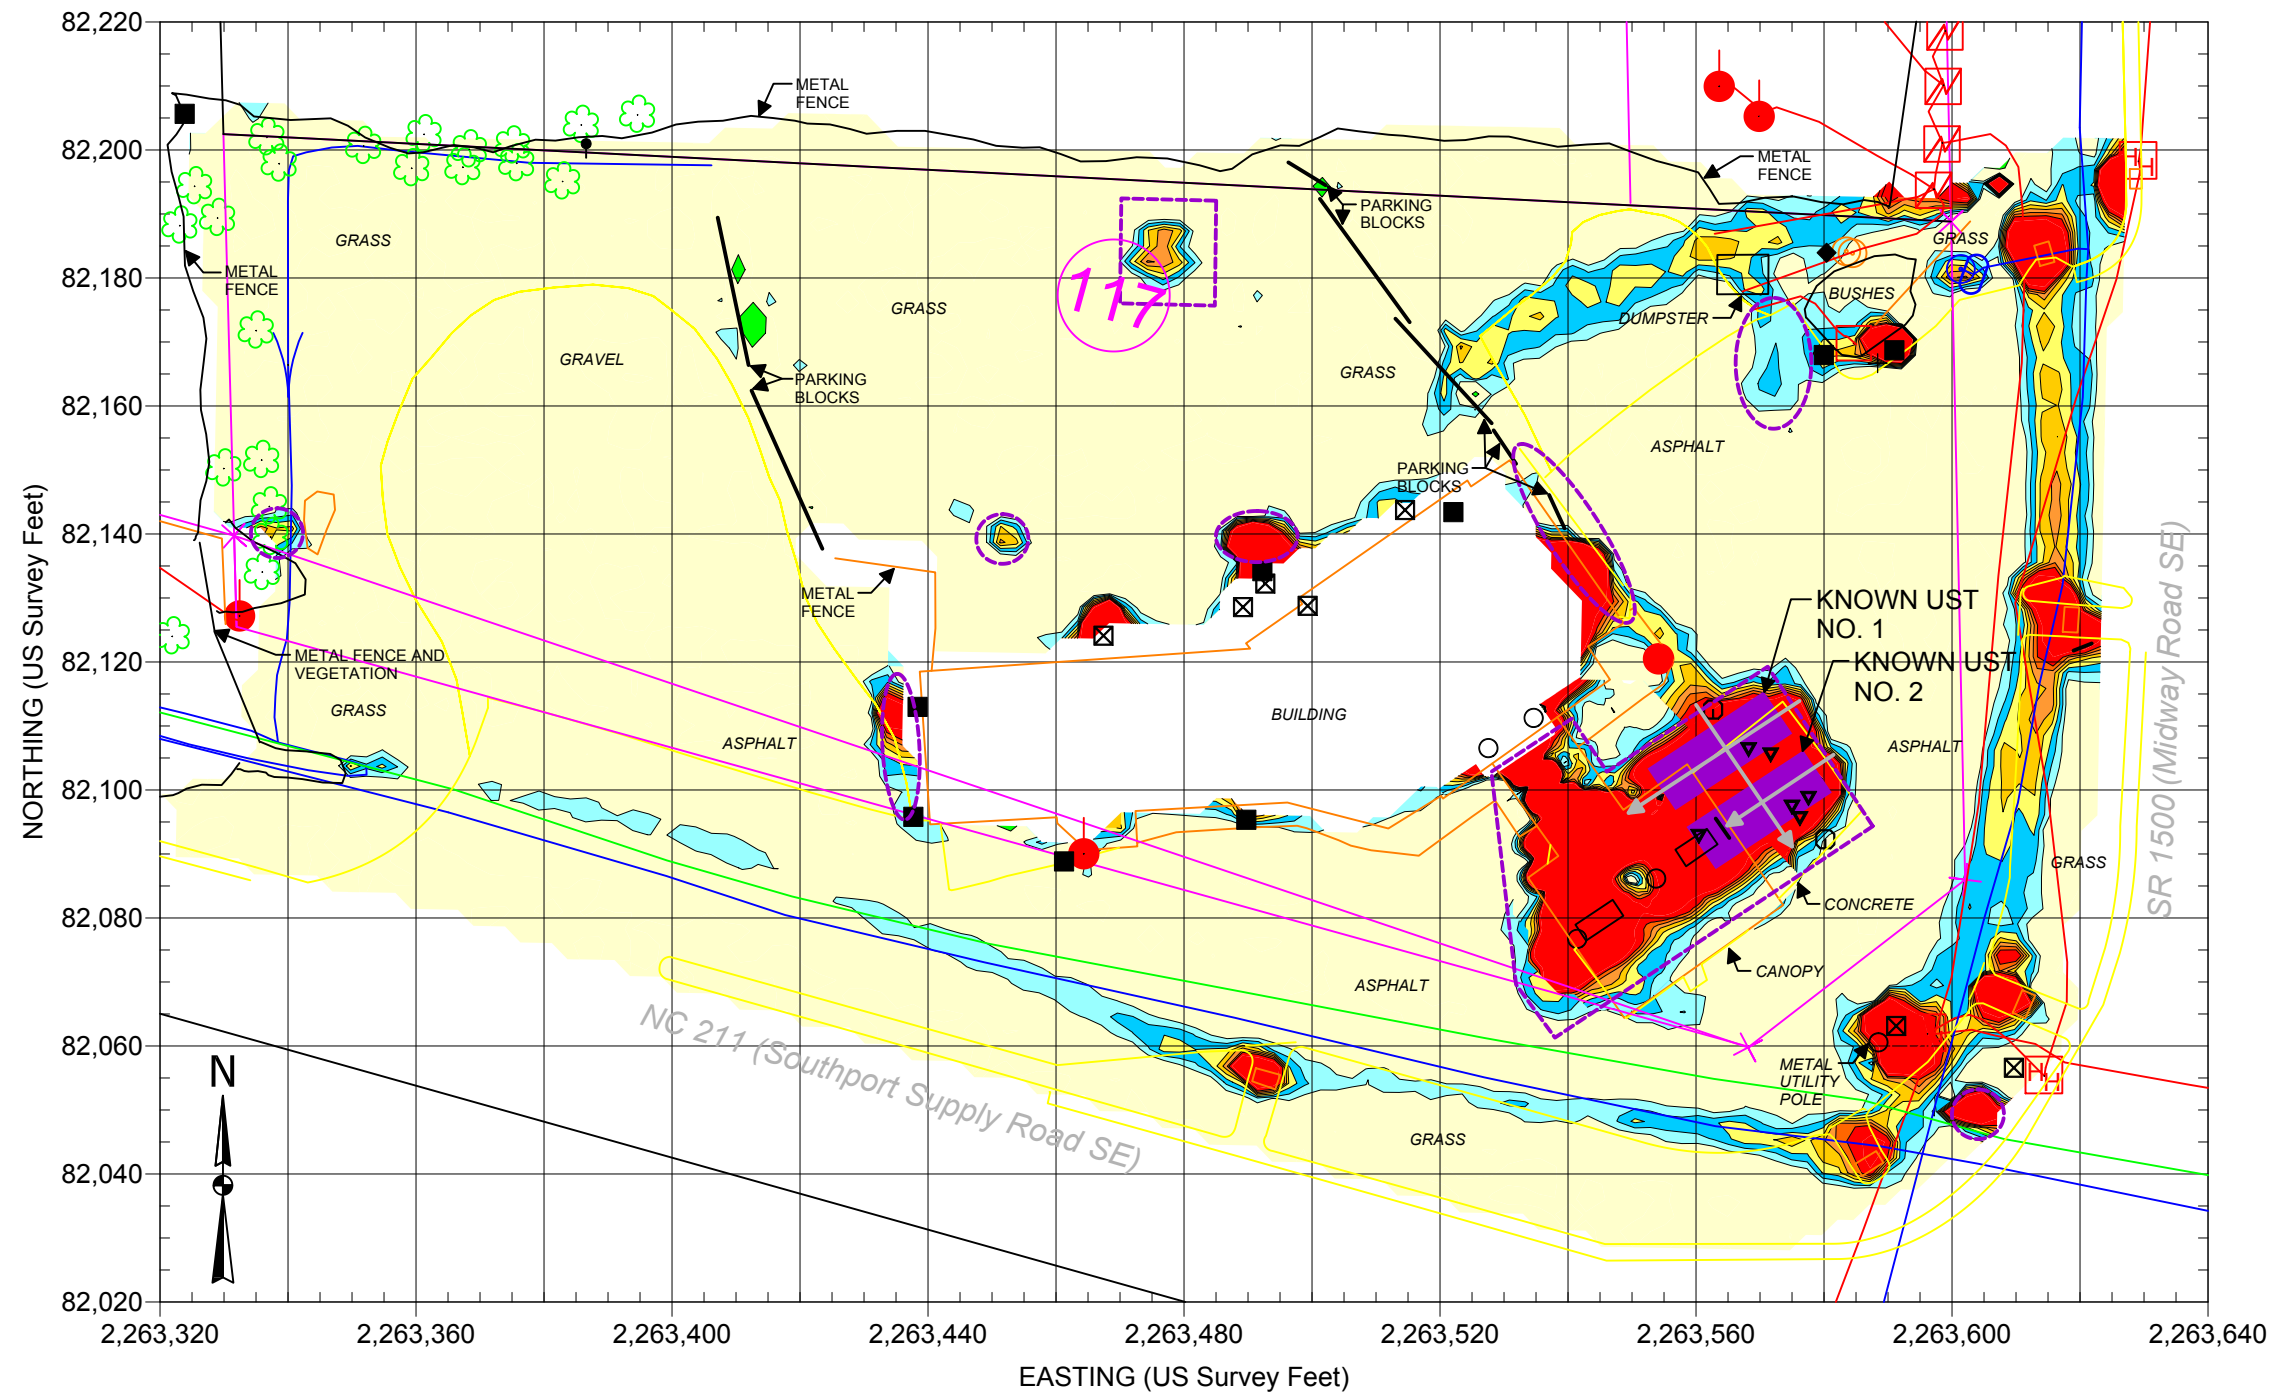 82,220
82,200
82,180
82,160
82,140
82,120
82,100
82,080
82,060
82,040
82,020
2,263,320
2,263,360
2,263,400
2,263,440
2,263,480
2,263,520
2,263,560
2,263,600
2,263,640
EASTING (US Survey Feet)
NORTHING (US Survey Feet)
METAL
FENCE
METAL
FENCE
PARKING
BLOCKS
GRASS
GRASS
METAL
FENCE
117
BUSHES
DUMPSTER
GRASS
GRAVEL
GRASS
PARKING
BLOCKS
ASPHALT
PARKING
BLOCKS
METAL
FENCE
KNOWN UST
NO. 1
KNOWN UST
NO. 2
METAL FENCE AND
VEGETATION
GRASS
BUILDING
ASPHALT
ASPHALT
GRASS
CONCRETE
CANOPY
ASPHALT
SR 1500 (Midway Road SE)
NC 211 (Southport Supply Road SE)
METAL
UTILITY
POLE
H
H
H
H
GRASS
N